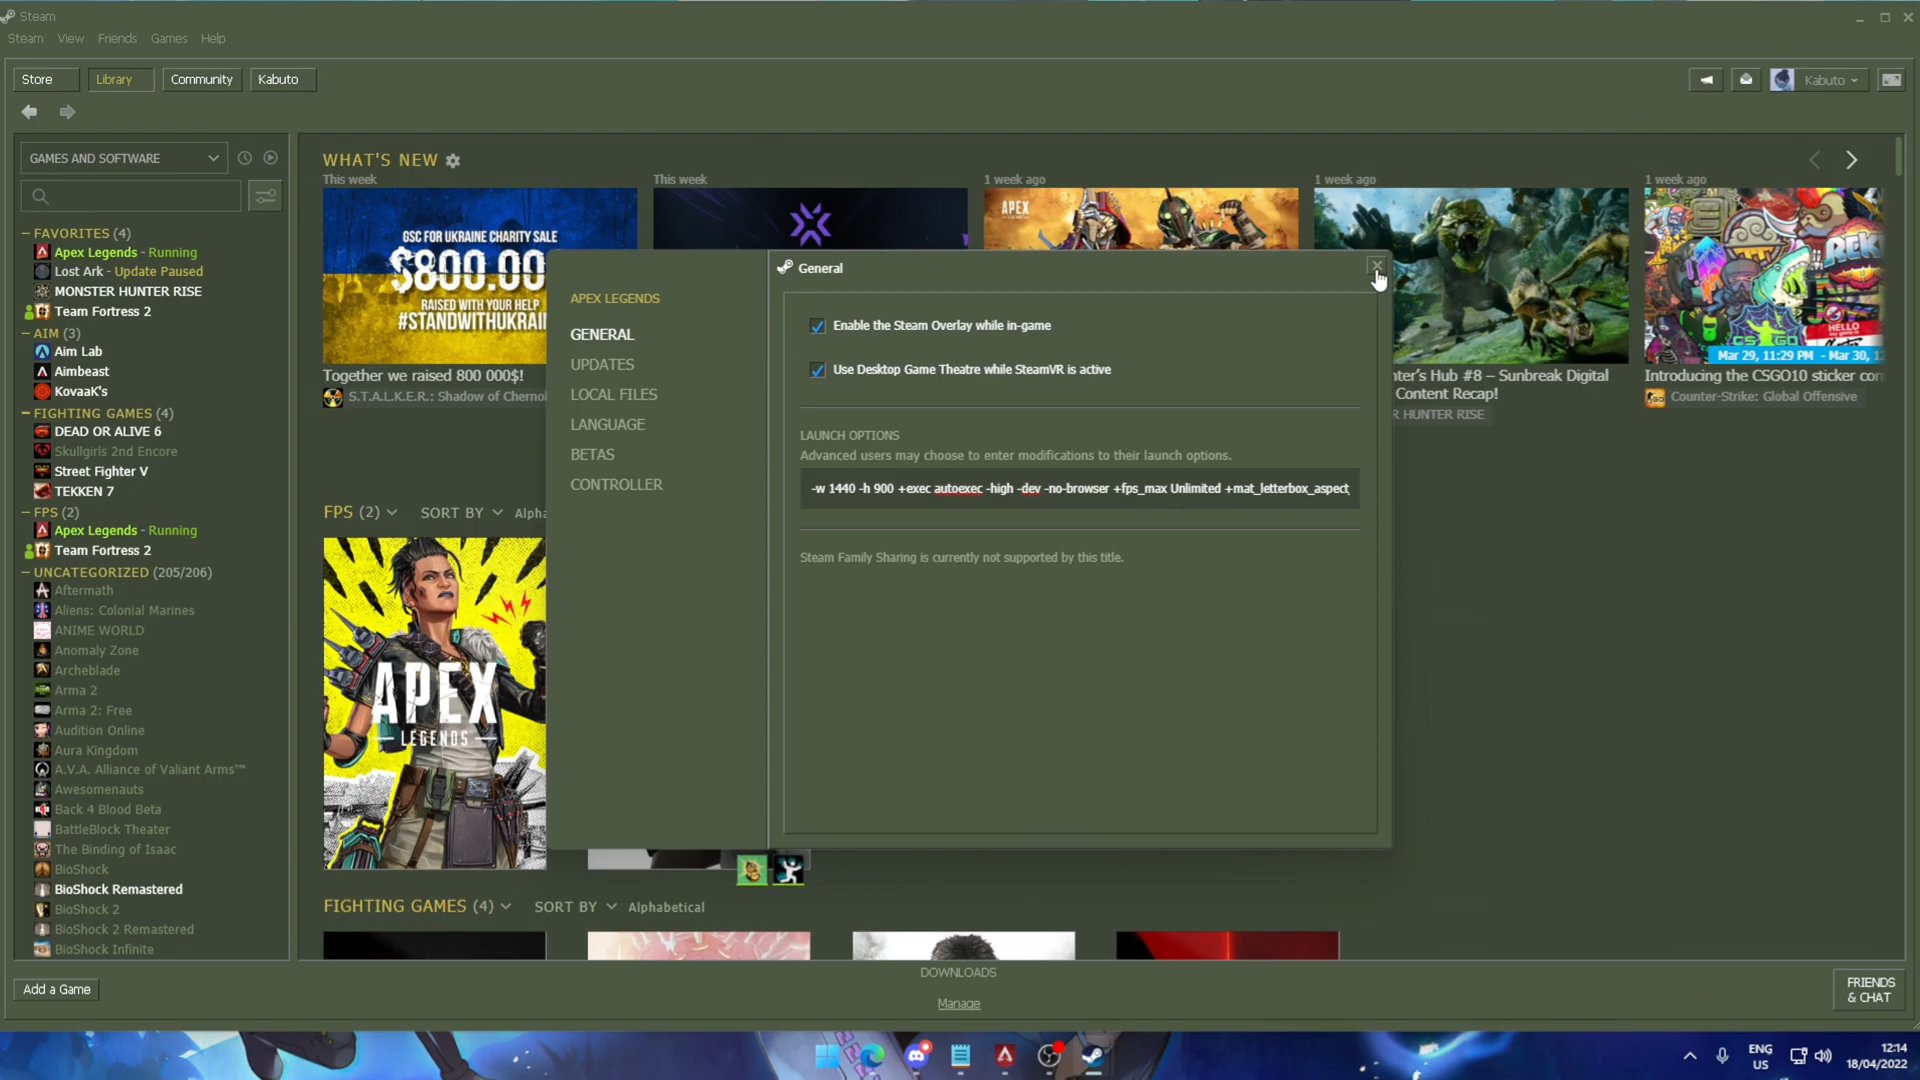 Steam
Steam View Friends Games Help
Store Library Community Kabuto
Kabuto
GAMES AND SOFTWARE
− FAVORITES (4)
Apex Legends - Running
Lost Ark - Update Paused
MONSTER HUNTER RISE
Team Fortress 2
− AIM (3)
Aim Lab
Aimbeast
KovaaK's
− FIGHTING GAMES (4)
DEAD OR ALIVE 6
Skullgirls 2nd Encore
Street Fighter V
TEKKEN 7
− FPS (2)
Apex Legends - Running
Team Fortress 2
− UNCATEGORIZED (205/206)
Aftermath
Aliens: Colonial Marines
ANIME WORLD
Anomaly Zone
Archeblade
Arma 2
Arma 2: Free
Audition Online
Aura Kingdom
A.V.A. Alliance of Valiant Arms™
Awesomenauts
Back 4 Blood Beta
BattleBlock Theater
The Binding of Isaac
BioShock
BioShock Remastered
BioShock 2
BioShock 2 Remastered
BioShock Infinite
WHAT'S NEW
This week
GSC FOR UKRAINE CHARITY SALE
$800.00
RAISED WITH YOUR HELP
#STANDWITHUKRAI
Together we raised 800 000$!
S.T.A.L.K.E.R.: Shadow of Cherno
This week
1 week ago
APEX
1 week ago
ter's Hub #8 – Sunbreak Digital
Content Recap!
R HUNTER RISE
1 week ago
HELLO
CS:GO
REK
Mar 29, 11:29 PM - Mar 30, 12
Introducing the CSGO10 sticker con
Counter-Strike: Global Offensive
APEX LEGENDS
GENERAL
UPDATES
LOCAL FILES
LANGUAGE
BETAS
CONTROLLER
General
Enable the Steam Overlay while in-game
Use Desktop Game Theatre while SteamVR is active
LAUNCH OPTIONS
Advanced users may choose to enter modifications to their launch options.
-w 1440 -h 900 +exec autoexec -high -dev -no-browser +fps_max Unlimited +mat_letterbox_aspect_
Steam Family Sharing is currently not supported by this title.
FPS (2) SORT BY Alpha
APEX
LEGENDS
FIGHTING GAMES (4) SORT BY Alphabetical
Add a Game
DOWNLOADS
Manage
FRIENDS
& CHAT
ENG
US
12:14
18/04/2022